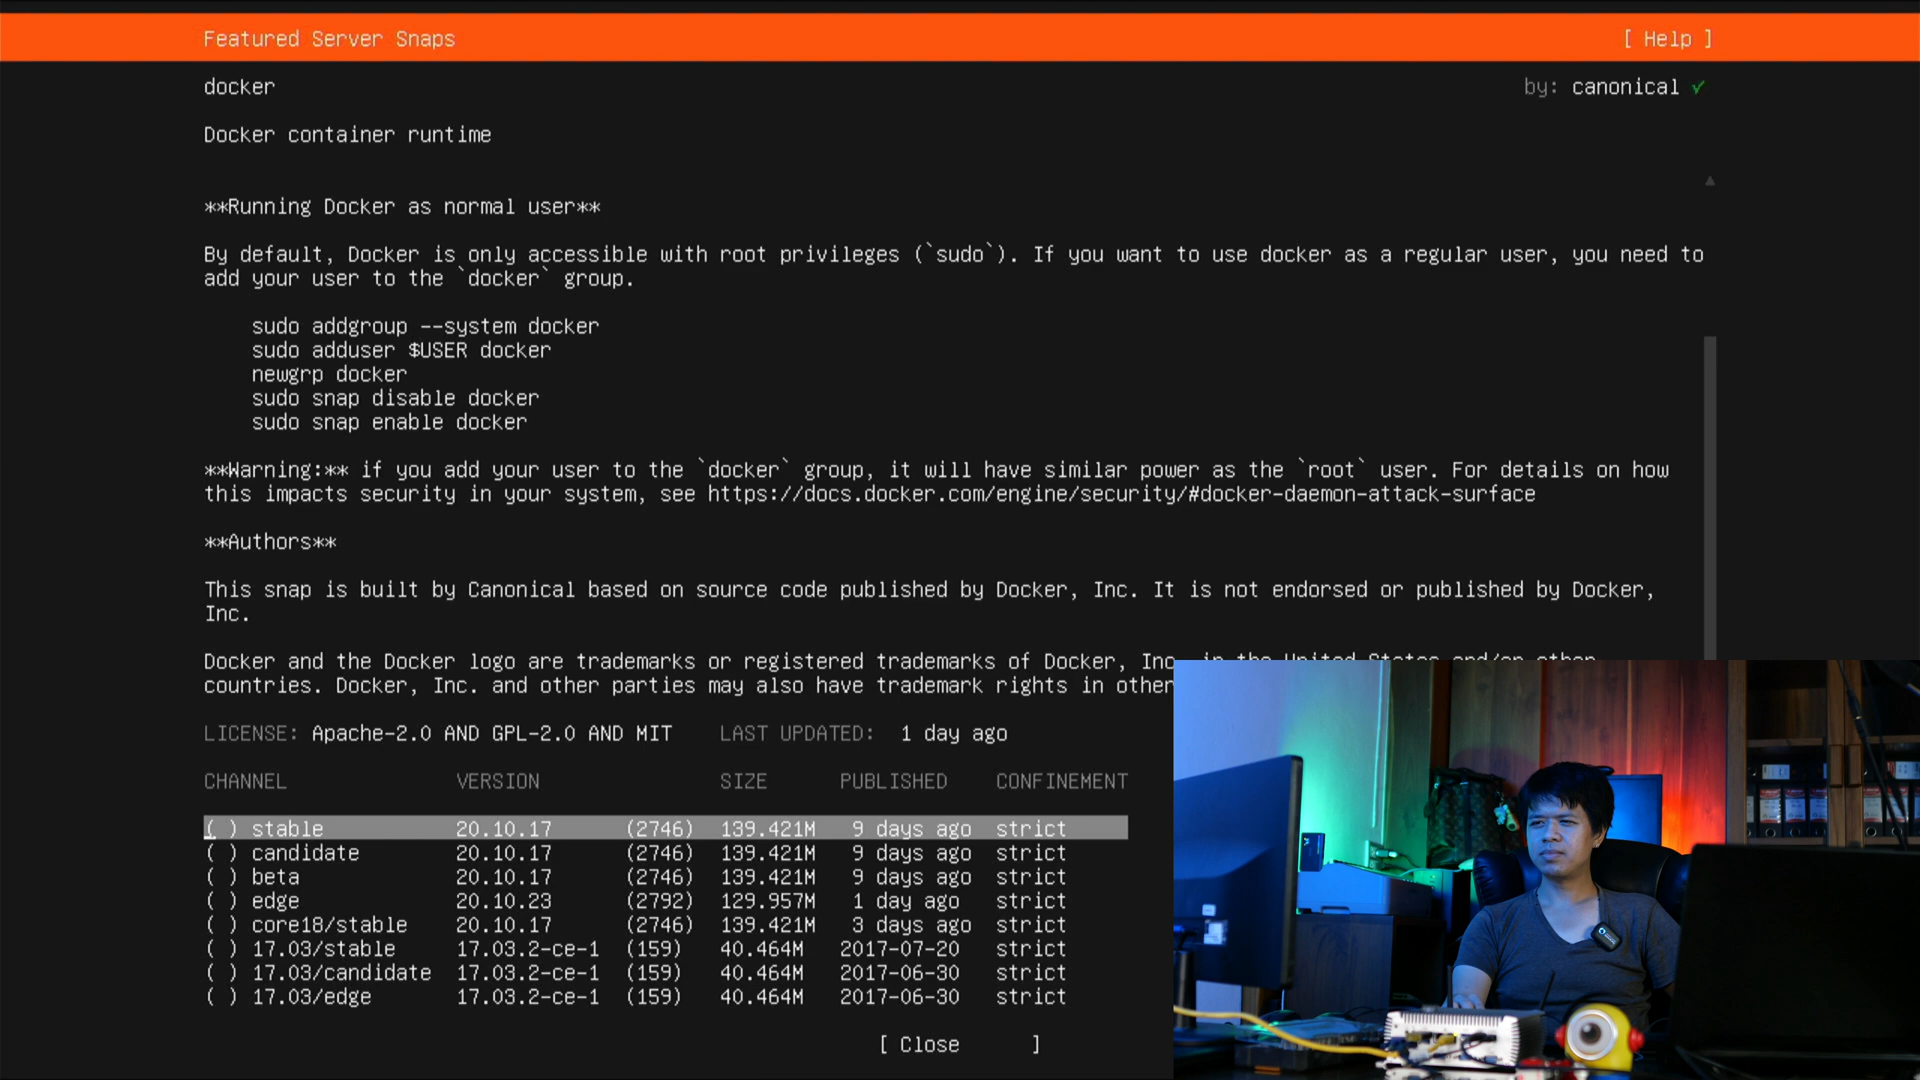 Featured Server Snaps [ Help ]
docker by: canonical ✓
Docker container runtime
**Running Docker as normal user**
By default, Docker is only accessible with root privileges (`sudo`). If you want to use docker as a regular user, you need to
add your user to the `docker` group.
sudo addgroup --system docker
sudo adduser $USER docker
newgrp docker
sudo snap disable docker
sudo snap enable docker
**Warning:** if you add your user to the `docker` group, it will have similar power as the `root` user. For details on how
this impacts security in your system, see https://docs.docker.com/engine/security/#docker-daemon-attack-surface
**Authors**
This snap is built by Canonical based on source code published by Docker, Inc. It is not endorsed or published by Docker,
Inc.
Docker and the Docker logo are trademarks or registered trademarks of Docker, Inc. in the United States and/or other
countries. Docker, Inc. and other parties may also have trademark rights in other
LICENSE: Apache-2.0 AND GPL-2.0 AND MIT LAST UPDATED: 1 day ago
CHANNEL VERSION SIZE PUBLISHED CONFINEMENT
( ) stable 20.10.17 (2746) 139.421M 9 days ago strict
( ) candidate 20.10.17 (2746) 139.421M 9 days ago strict
( ) beta 20.10.17 (2746) 139.421M 9 days ago strict
( ) edge 20.10.23 (2792) 129.957M 1 day ago strict
( ) core18/stable 20.10.17 (2746) 139.421M 3 days ago strict
( ) 17.03/stable 17.03.2-ce-1 (159) 40.464M 2017-07-20 strict
( ) 17.03/candidate 17.03.2-ce-1 (159) 40.464M 2017-06-30 strict
( ) 17.03/edge 17.03.2-ce-1 (159) 40.464M 2017-06-30 strict
[ Close ]